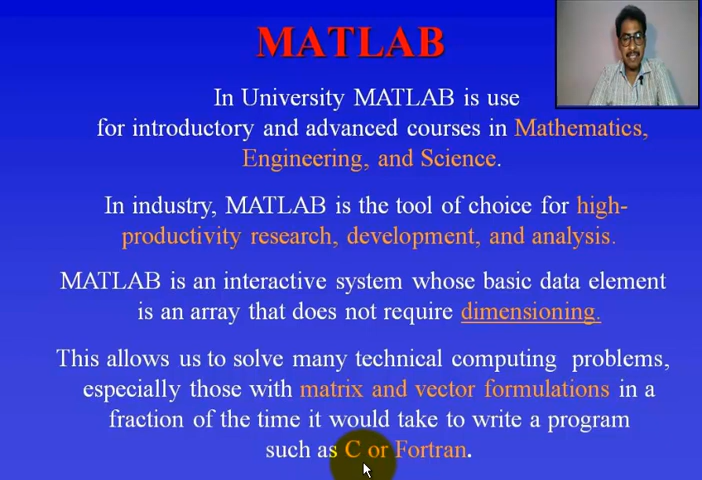 MATLAB
In University MATLAB is use
for introductory and advanced courses in Mathematics,
Engineering, and Science.
In industry, MATLAB is the tool of choice for high-
productivity research, development, and analysis.
MATLAB is an interactive system whose basic data element
is an array that does not require dimensioning.
This allows us to solve many technical computing problems,
especially those with matrix and vector formulations in a
fraction of the time it would take to write a program
such as C or Fortran.